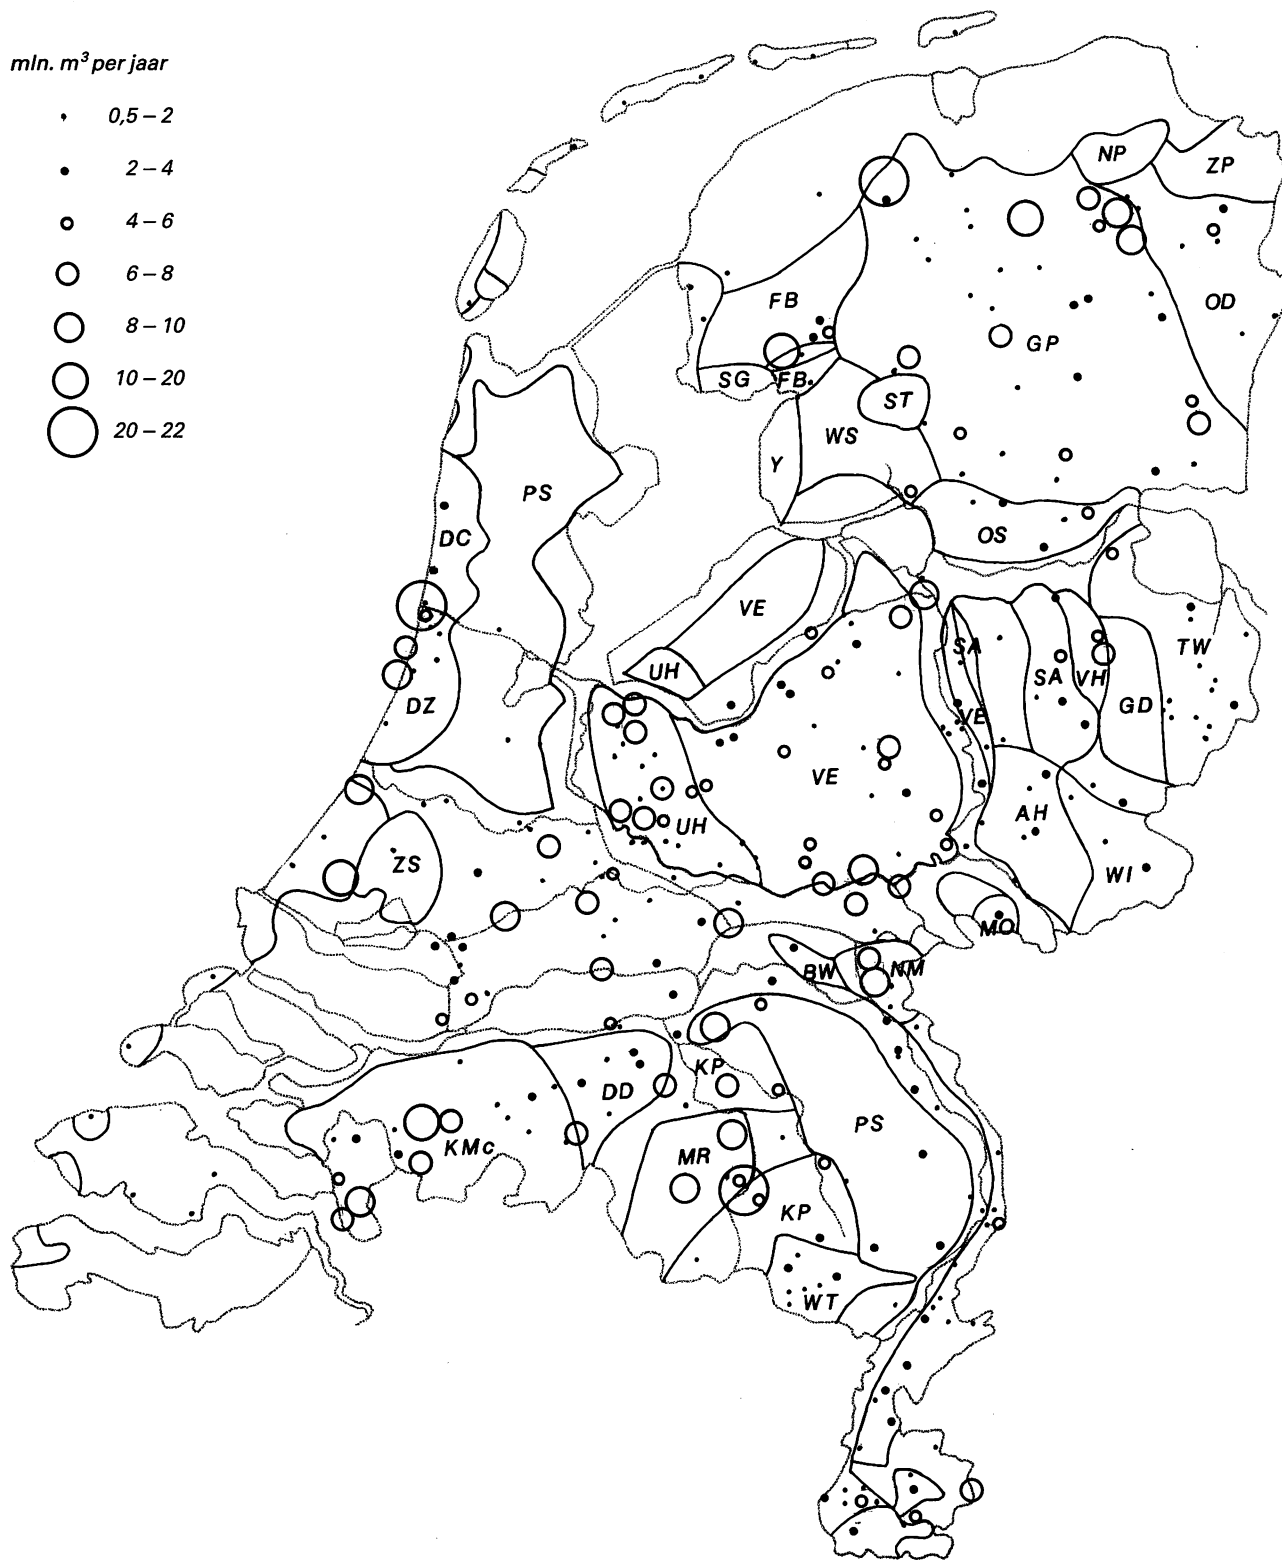 mln. m³ per jaar
0,5 – 2
2 – 4
4 – 6
6 – 8
8 – 10
10 – 20
20 – 22
NP
ZP
FB
OD
GP
SG
FB
ST
WS
Y
PS
DC
OS
VE
SA
TW
UH
SA
VH
DZ
GD
VE
VE
AH
UH
ZS
WI
MO
BW
NM
KP
DD
PS
KMc
MR
KP
WT